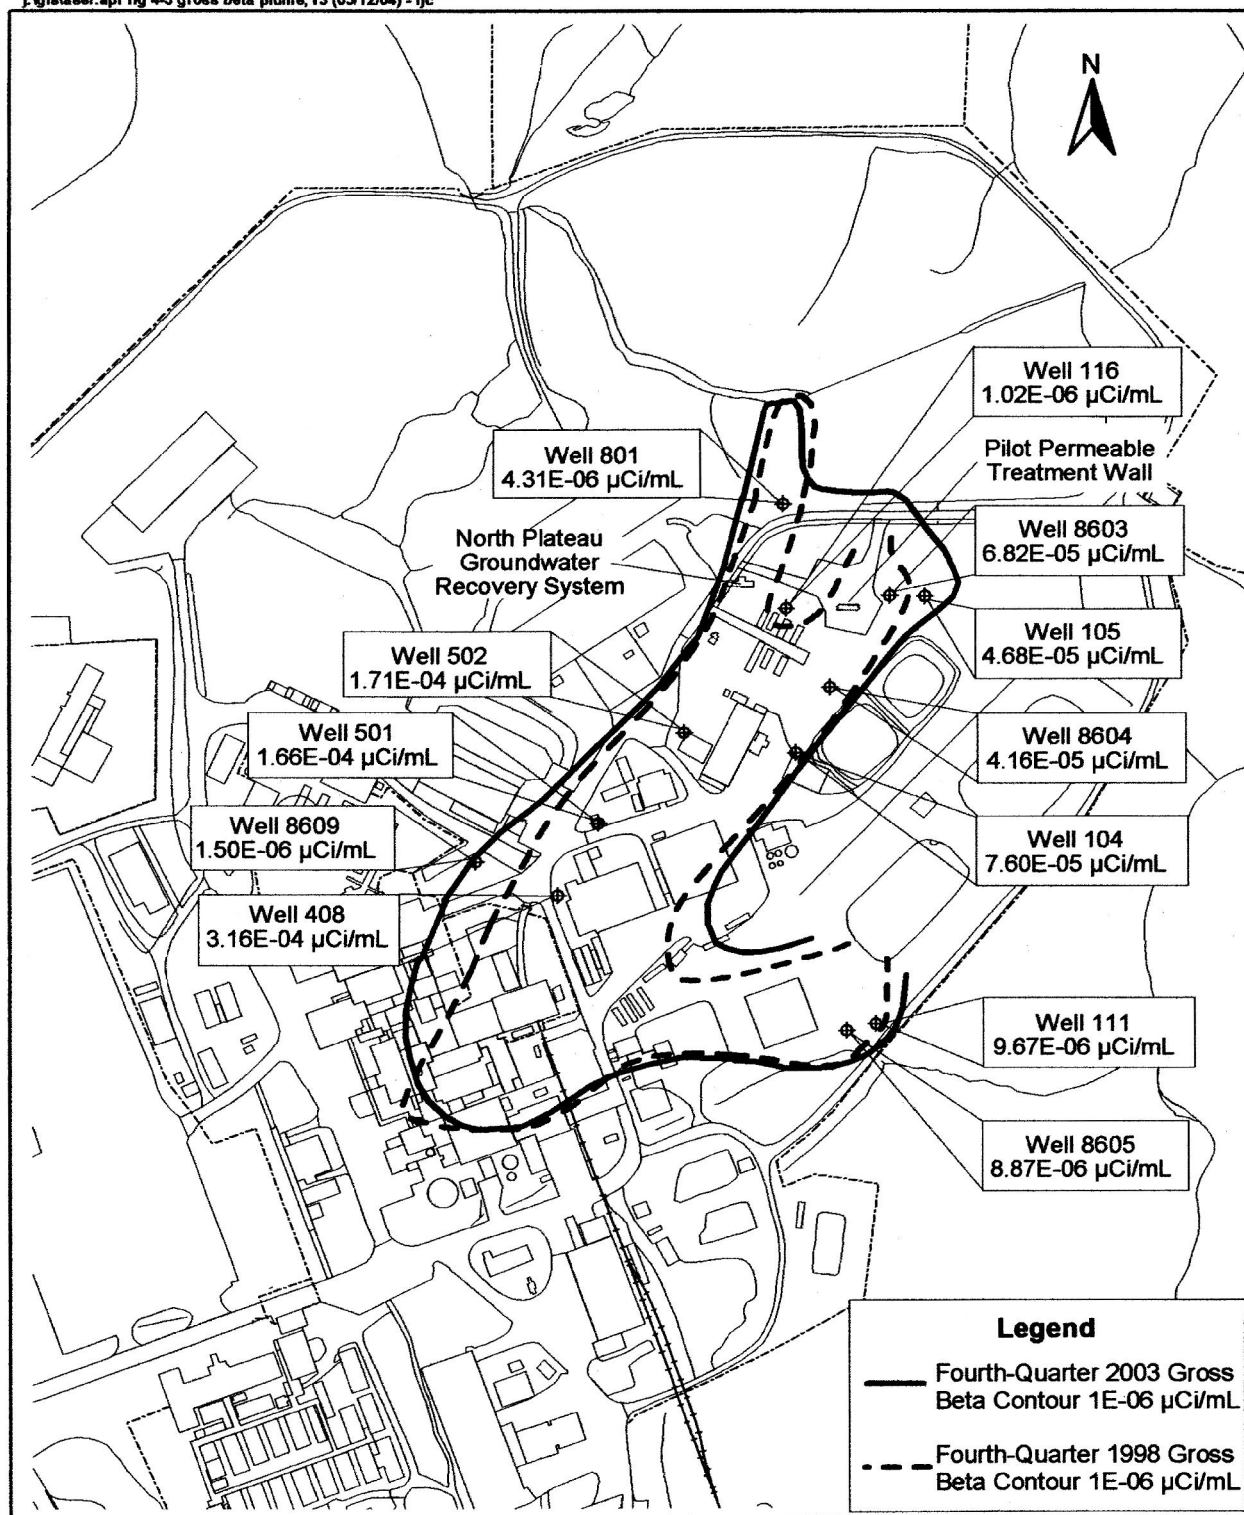 N
Well 116
1.02E-06 µCi/mL
Pilot Permeable
Treatment Wall
Well 801
4.31E-06 µCi/mL
Well 8603
6.82E-05 µCi/mL
North Plateau
Groundwater
Recovery System
Well 105
4.68E-05 µCi/mL
Well 502
1.71E-04 µCi/mL
Well 501
1.66E-04 µCi/mL
Well 8604
4.16E-05 µCi/mL
Well 8609
1.50E-06 µCi/mL
Well 104
7.60E-05 µCi/mL
Well 408
3.16E-04 µCi/mL
Well 111
9.67E-06 µCi/mL
Well 8605
8.87E-06 µCi/mL
Legend
Fourth-Quarter 2003 Gross
Beta Contour 1E-06 µCi/mL
Fourth-Quarter 1998 Gross
Beta Contour 1E-06 µCi/mL